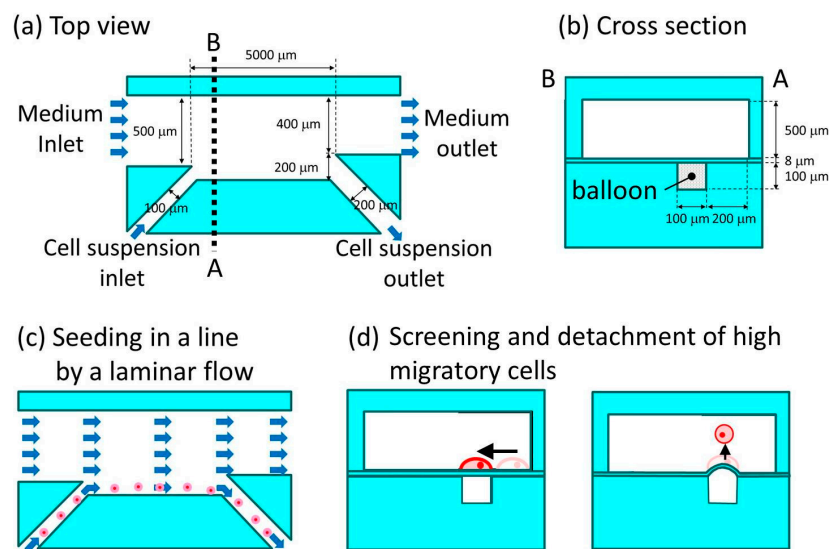 (a) Top view
B
5000 μm
Medium
Inlet
500 μm
400 μm
Medium
outlet
200 μm
100 μm
200 μm
Cell suspension
inlet
A
Cell suspension
outlet
(b) Cross section
B
A
500 μm
8μm
100 μm
balloon
100 μm
200 μm
(c) Seeding in a line
by a laminar flow
(d) Screening and detachment of high
migratory cells